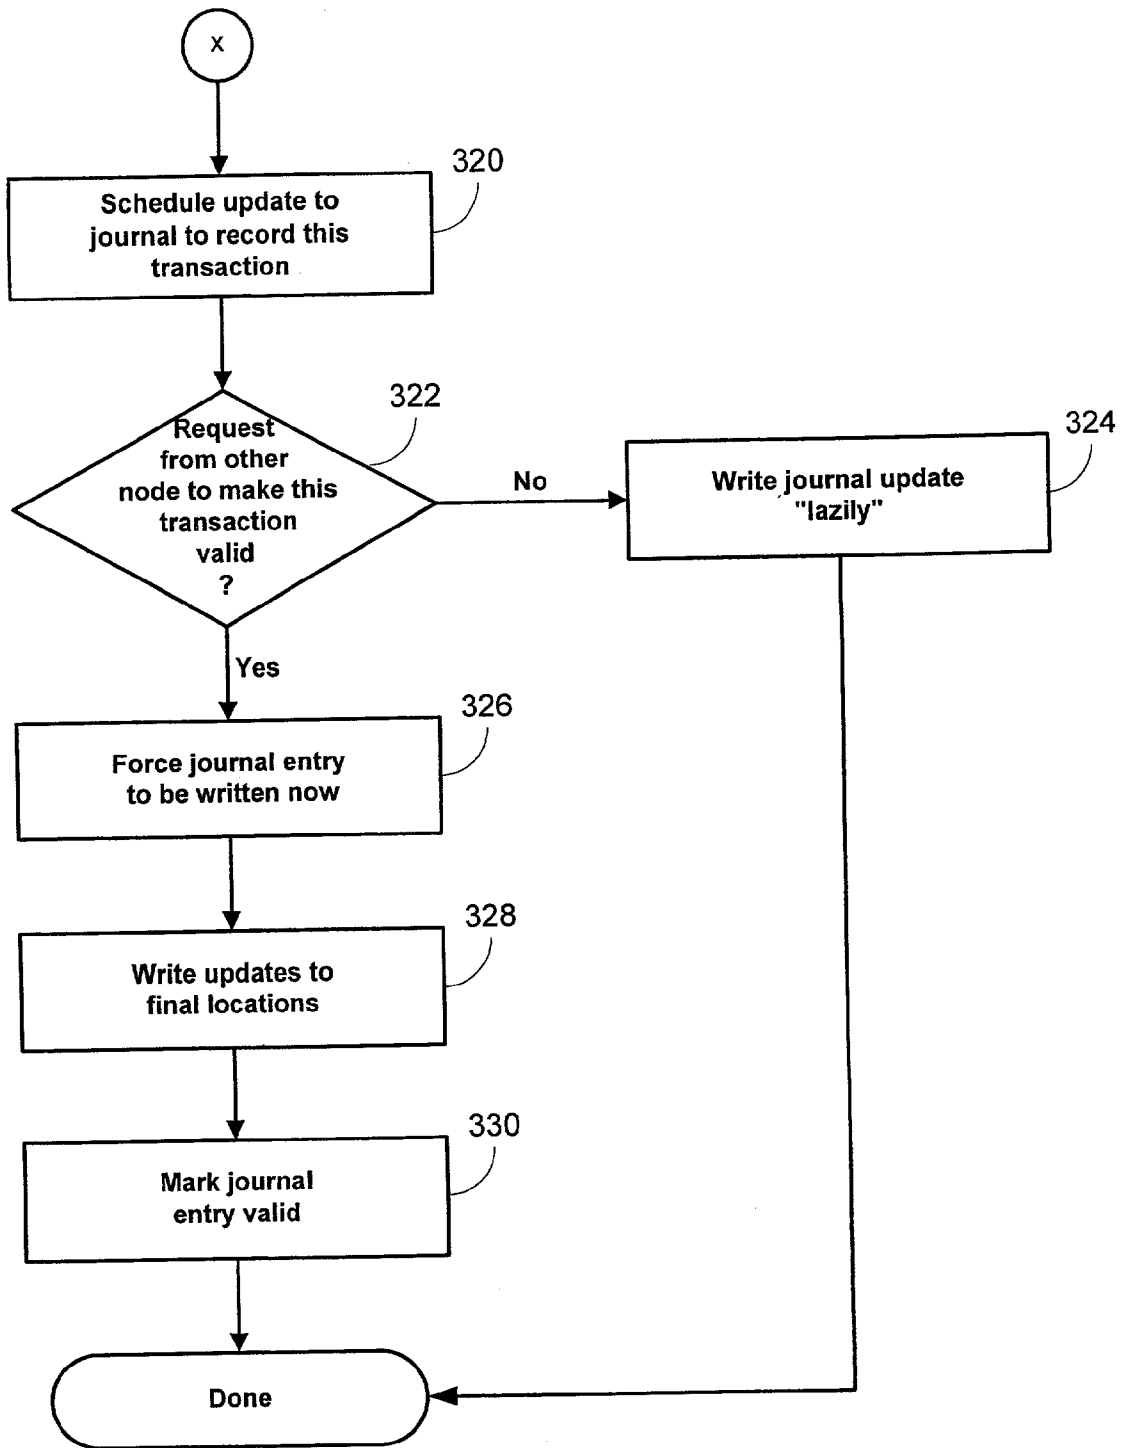 X
320
Schedule update to
journal to record this
transaction
322
Request
from other
node to make this
transaction
valid
?
No
324
Write journal update
"lazily"
Yes
326
Force journal entry
to be written now
328
Write updates to
final locations
330
Mark journal
entry valid
Done